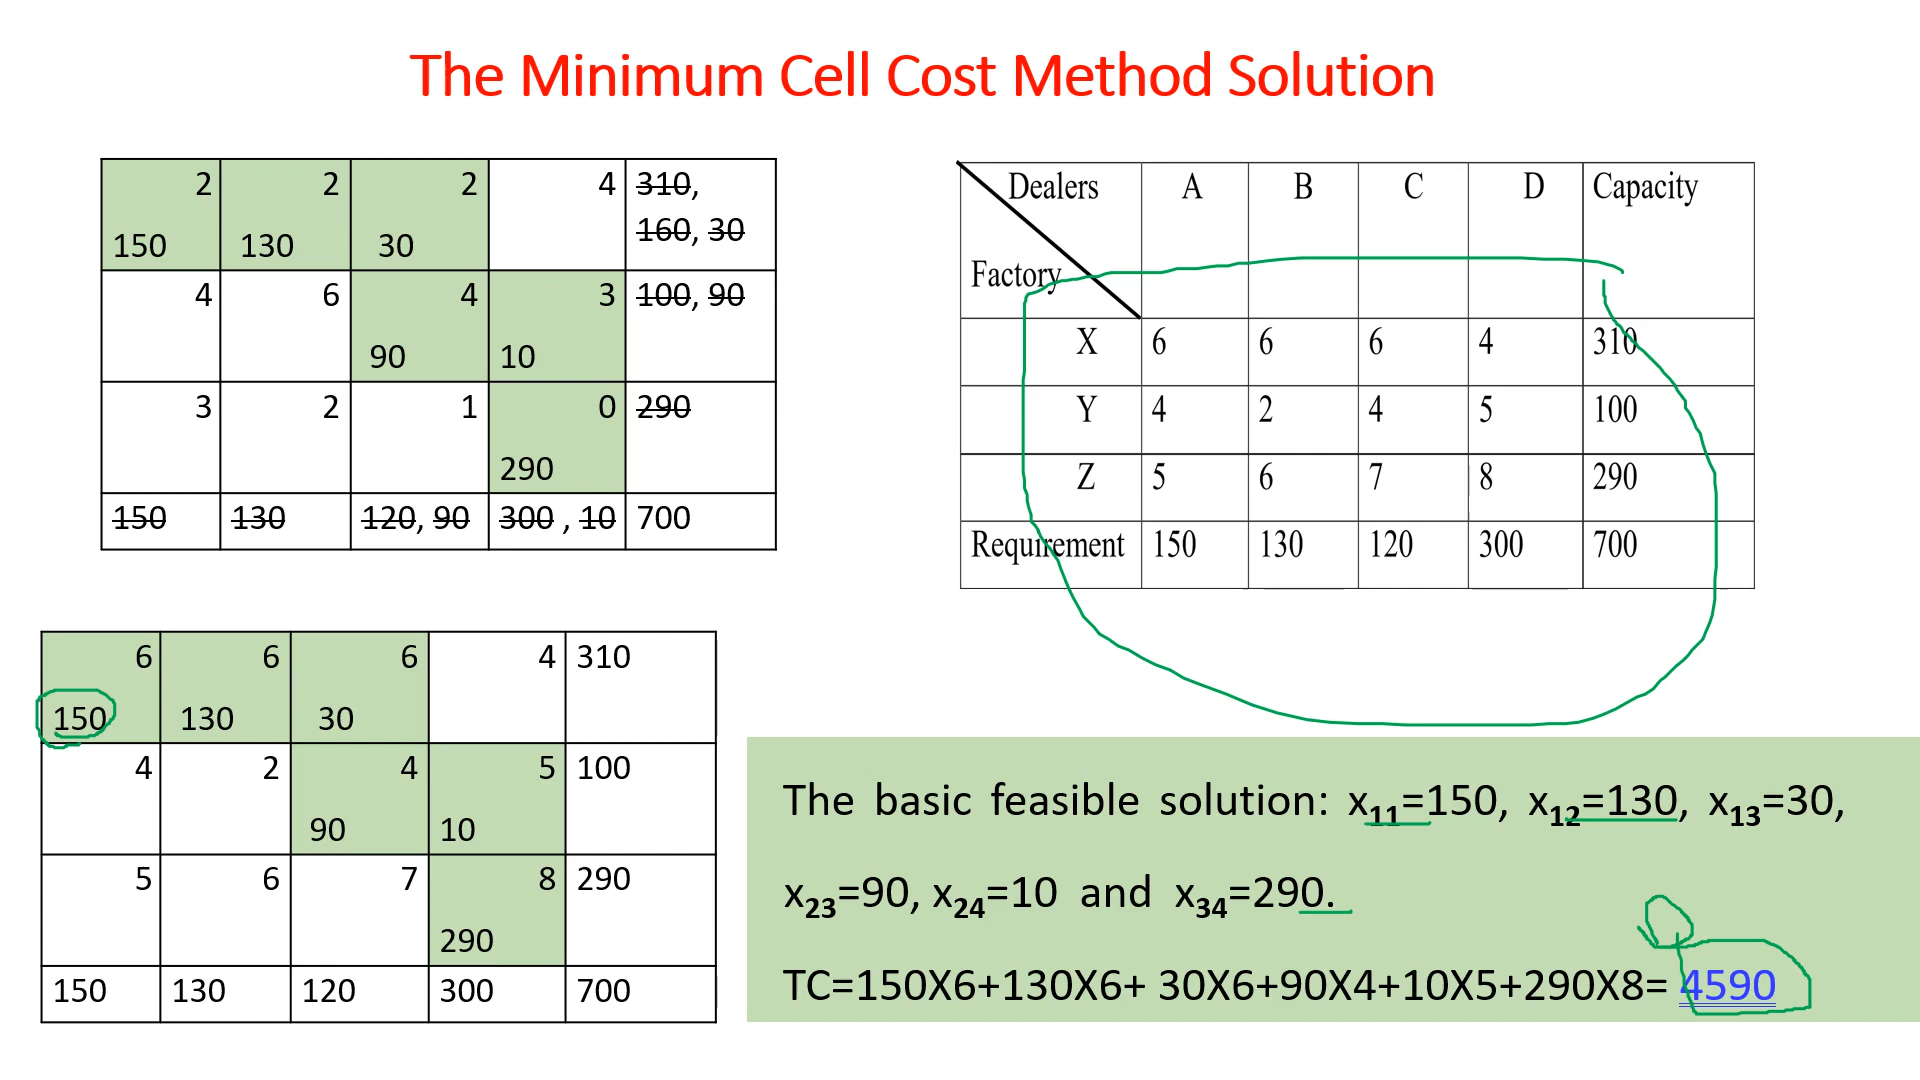 The Minimum Cell Cost Method Solution
2 2 2 4 310,
150 130 30 160, 30
4 6 4 3 100, 90
90 10
3 2 1 0 290
290
150 130 120, 90 300 , 10 700
Dealers A B C D Capacity
Factory
X 6 6 6 4 310
Y 4 2 4 5 100
Z 5 6 7 8 290
Requirement 150 130 120 300 700
6 6 6 4 310
150 130 30
4 2 4 5 100
90 10
5 6 7 8 290
290
150 130 120 300 700
The basic feasible solution: x11=150, x12=130, x13=30,
x23=90, x24=10 and x34=290.
TC=150X6+130X6+ 30X6+90X4+10X5+290X8= 4590